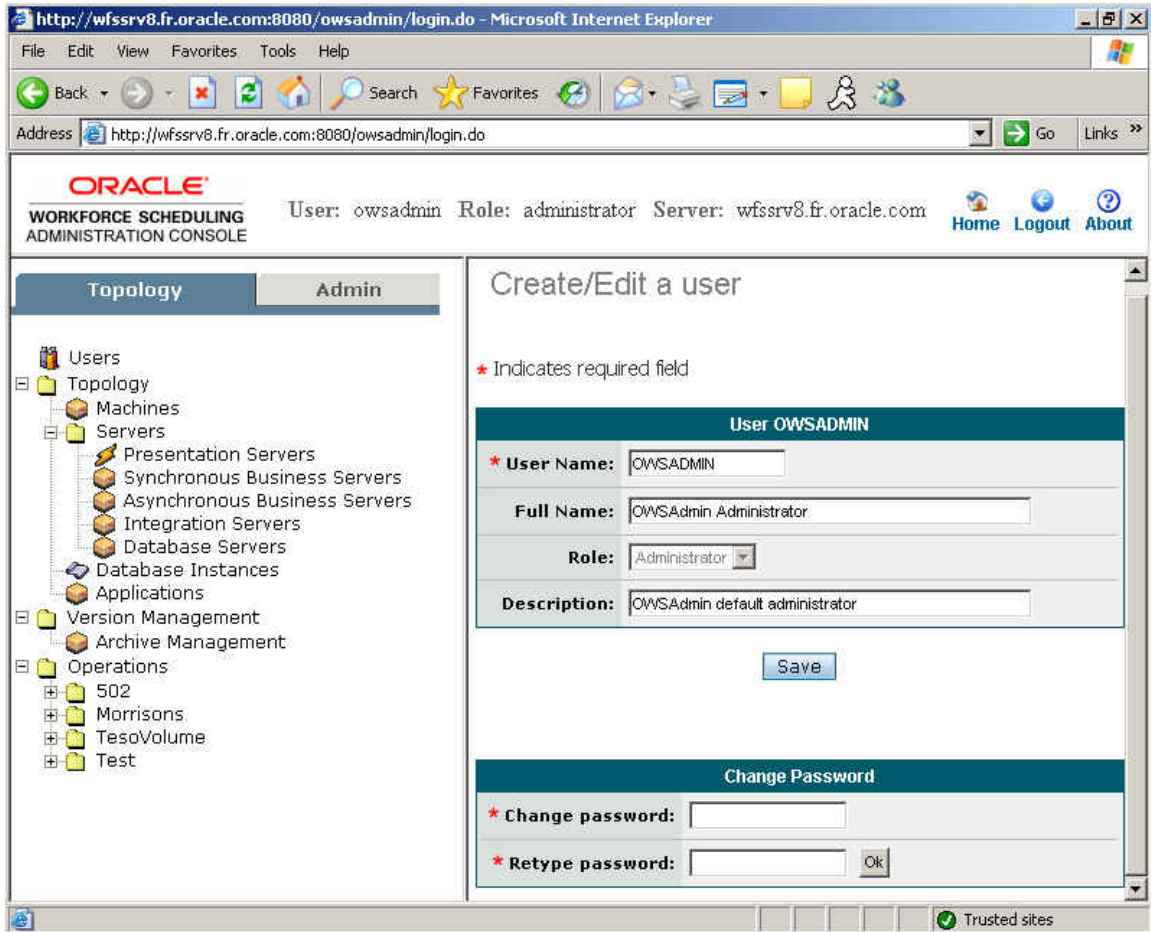 http://wfssrv8.fr.oracle.com:8080/owsadmin/login.do - Microsoft Internet Explorer
File Edit View Favorites Tools Help
Back Search Favorites
Address http://wfssrv8.fr.oracle.com:8080/owsadmin/login.do Go Links »
ORACLE
WORKFORCE SCHEDULING
ADMINISTRATION CONSOLE
User: owsadmin Role: administrator Server: wfssrv8.fr.oracle.com
Home Logout About
Topology Admin
Users
Topology
Machines
Servers
Presentation Servers
Synchronous Business Servers
Asynchronous Business Servers
Integration Servers
Database Servers
Database Instances
Applications
Version Management
Archive Management
Operations
502
Morrisons
TesoVolume
Test
Create/Edit a user
* Indicates required field
User OWSADMIN
* User Name: OWSADMIN
Full Name: OWSAdmin Administrator
Role: Administrator
Description: OWSAdmin default administrator
Save
Change Password
* Change password:
* Retype password: Ok
Trusted sites